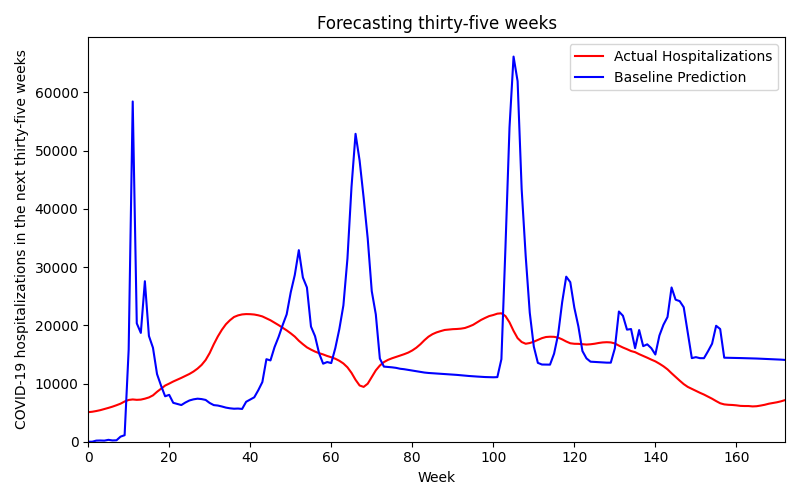 Forecasting thirty-five weeks
COVID-19 hospitalizations in the next thirty-five weeks
60000
50000
40000
30000
20000
10000
0
Actual Hospitalizations
Baseline Prediction
0 20 40 60 80 100 120 140 160
Week